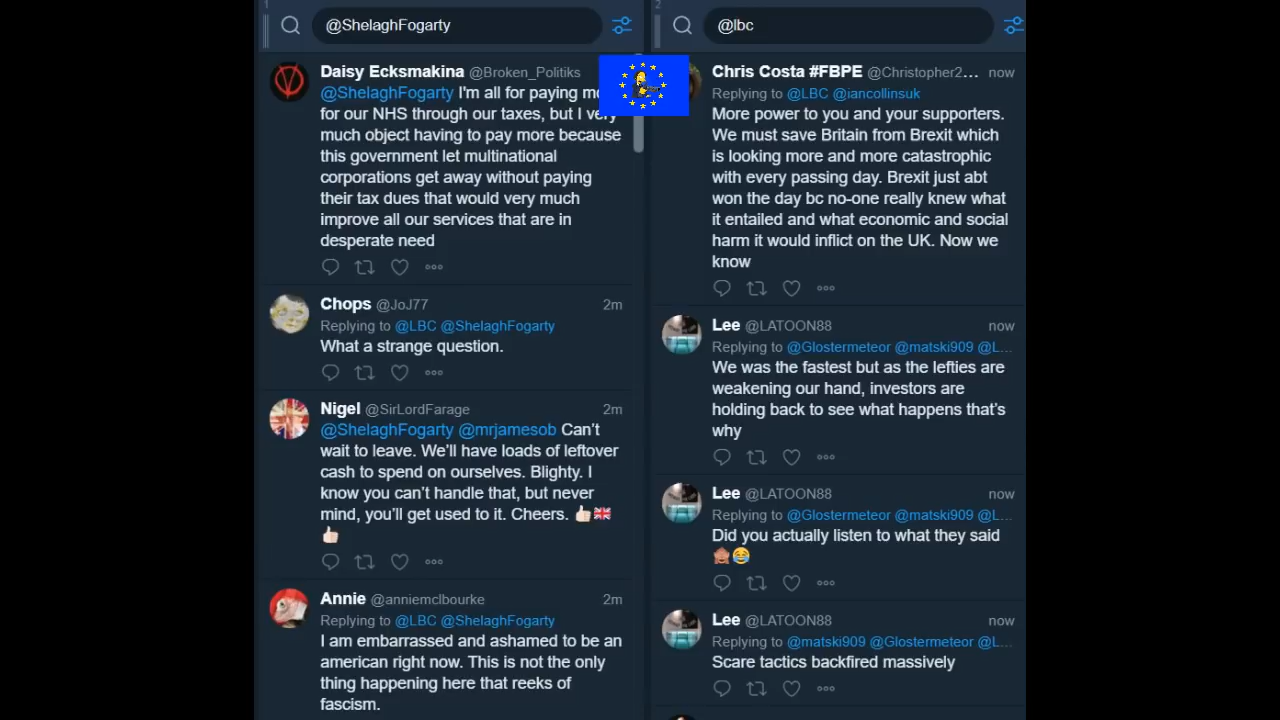 1
@ShelaghFogarty
Daisy Ecksmakina @Broken_Politiks
@ShelaghFogarty I'm all for paying
for our NHS through our taxes, but I very
much object having to pay more because
this government let multinational
corporations get away without paying
their tax dues that would very much
improve all our services that are in
desperate need
Chops @JoJ77 2m
Replying to @LBC @ShelaghFogarty
What a strange question.
Nigel @SirLordFarage 2m
@ShelaghFogarty @mrjamesob Can’t
wait to leave. We’ll have loads of leftover
cash to spend on ourselves. Blighty. I
know you can’t handle that, but never
mind, you’ll get used to it. Cheers. 👍🏻🇬🇧
👍🏻
Annie @anniemclbourke 2m
Replying to @LBC @ShelaghFogarty
I am embarrassed and ashamed to be an
american right now. This is not the only
thing happening here that reeks of
fascism.
2
@lbc
Chris Costa #FBPE @Christopher2... now
Replying to @LBC @iancollinsuk
More power to you and your supporters.
We must save Britain from Brexit which
is looking more and more catastrophic
with every passing day. Brexit just abt
won the day bc no-one really knew what
it entailed and what economic and social
harm it would inflict on the UK. Now we
know
Lee @LATOON88 now
Replying to @Glostermeteor @matski909 @L...
We was the fastest but as the lefties are
weakening our hand, investors are
holding back to see what happens that’s
why
Lee @LATOON88 now
Replying to @Glostermeteor @matski909 @L...
Did you actually listen to what they said
🙈😂
Lee @LATOON88 now
Replying to @matski909 @Glostermeteor @L...
Scare tactics backfired massively